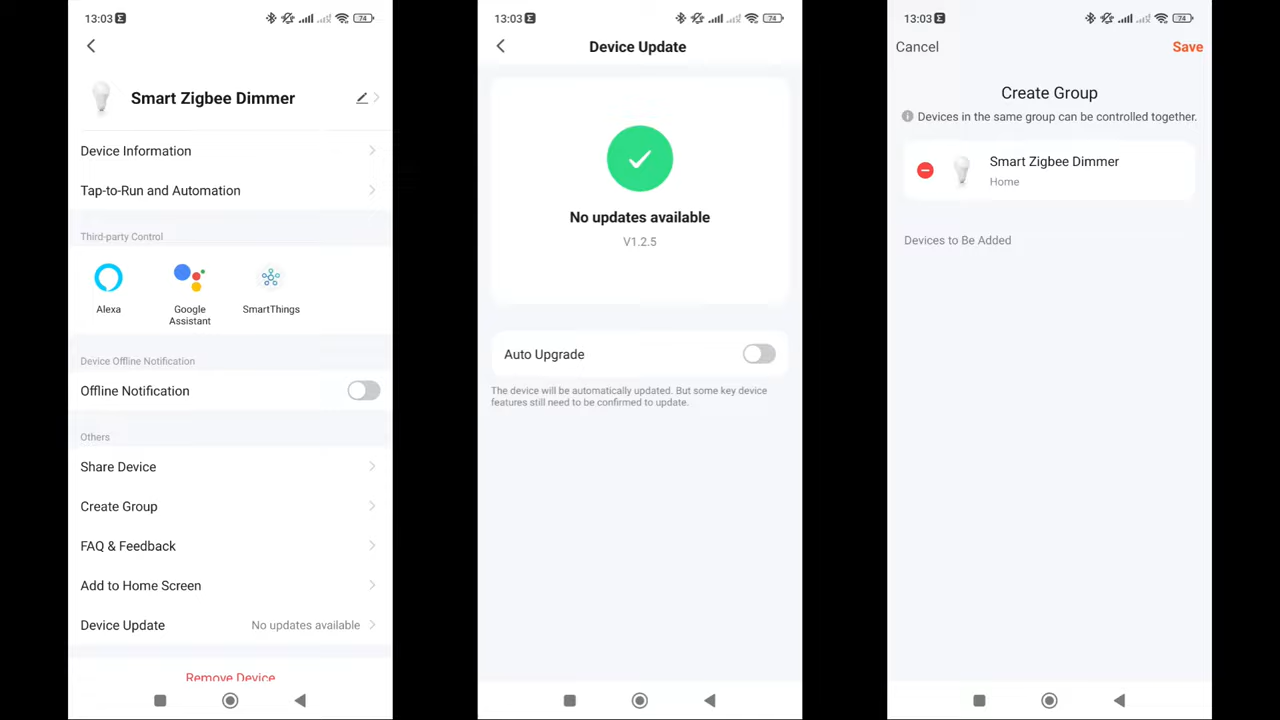 13:03
74
Smart Zigbee Dimmer
Device Information
Tap-to-Run and Automation
Third-party Control
Alexa
Google
Assistant
SmartThings
Device Offline Notification
Offline Notification
Others
Share Device
Create Group
FAQ & Feedback
Add to Home Screen
Device Update
No updates available
Remove Device
13:03
74
Device Update
No updates available
V1.2.5
Auto Upgrade
The device will be automatically updated. But some key device
features still need to be confirmed to update.
13:03
74
Cancel
Save
Create Group
Devices in the same group can be controlled together.
Smart Zigbee Dimmer
Home
Devices to Be Added